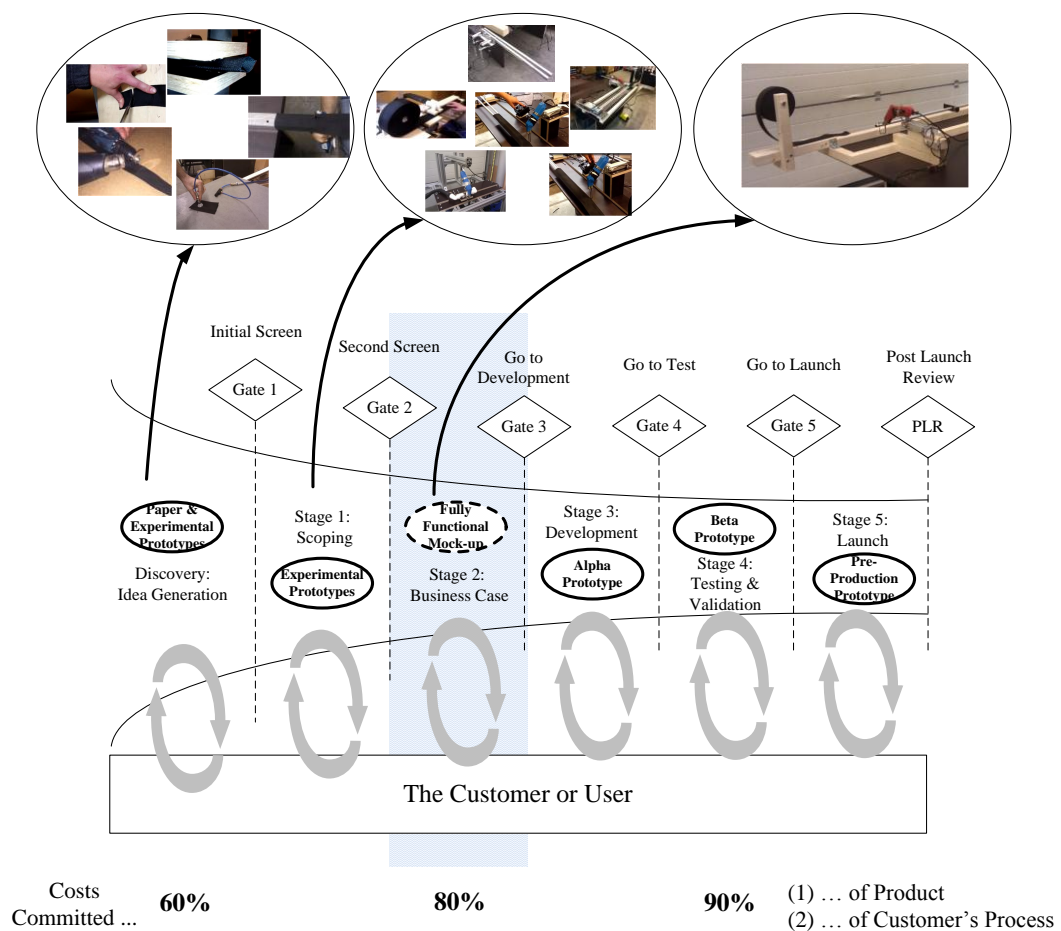 Initial Screen
Second Screen
Go to
Development
Go to Test
Go to Launch
Post Launch
Review
Gate 1
Gate 2
Gate 3
Gate 4
Gate 5
PLR
Paper &
Experimental
Prototypes
Discovery:
Idea Generation
Stage 1:
Scoping
Experimental
Prototypes
Fully
Functional
Mock-up
Stage 2:
Business Case
Stage 3:
Development
Alpha
Prototype
Beta
Prototype
Stage 4:
Testing &
Validation
Stage 5:
Launch
Pre-
Production
Prototype
The Customer or User
Costs
Committed ...
60%
80%
90%
(1) … of Product
(2) … of Customer's Process